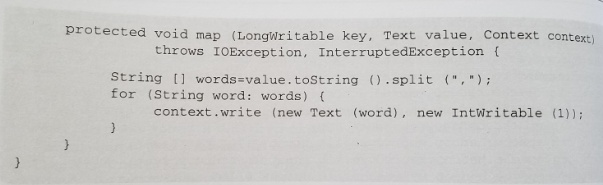 protected void map (LongWritable key, Text value, Context context)
throws IOException, InterruptedException {
String [] words=value.toString ().split (",");
for (String word: words) {
context.write (new Text (word), new IntWritable (1));
}
}
}